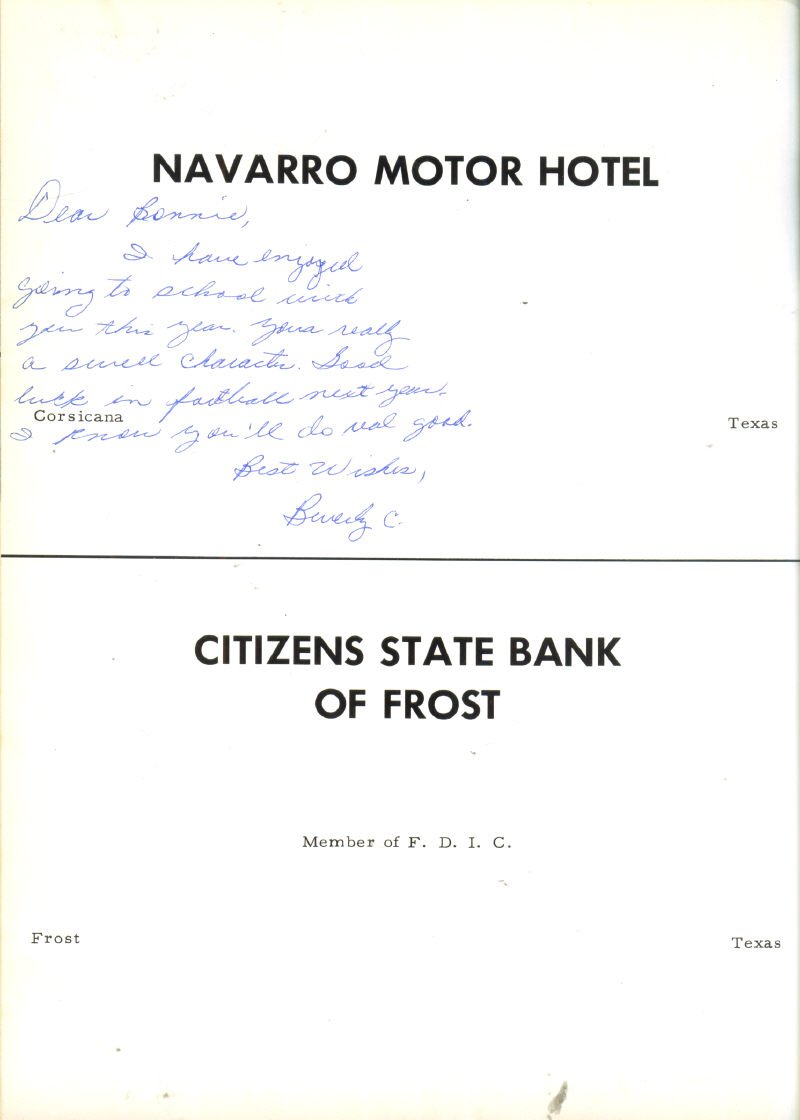 NAVARRO MOTOR HOTEL
Dear Ronnie,
I have enjoyed
going to school with
you this year. Your really
a swell character. Good
luck in football next year.
Corsicana Texas
I know you'll do real good.
Best Wishes,
Beverly C.
CITIZENS STATE BANK
OF FROST
Member of F. D. I. C.
Frost Texas